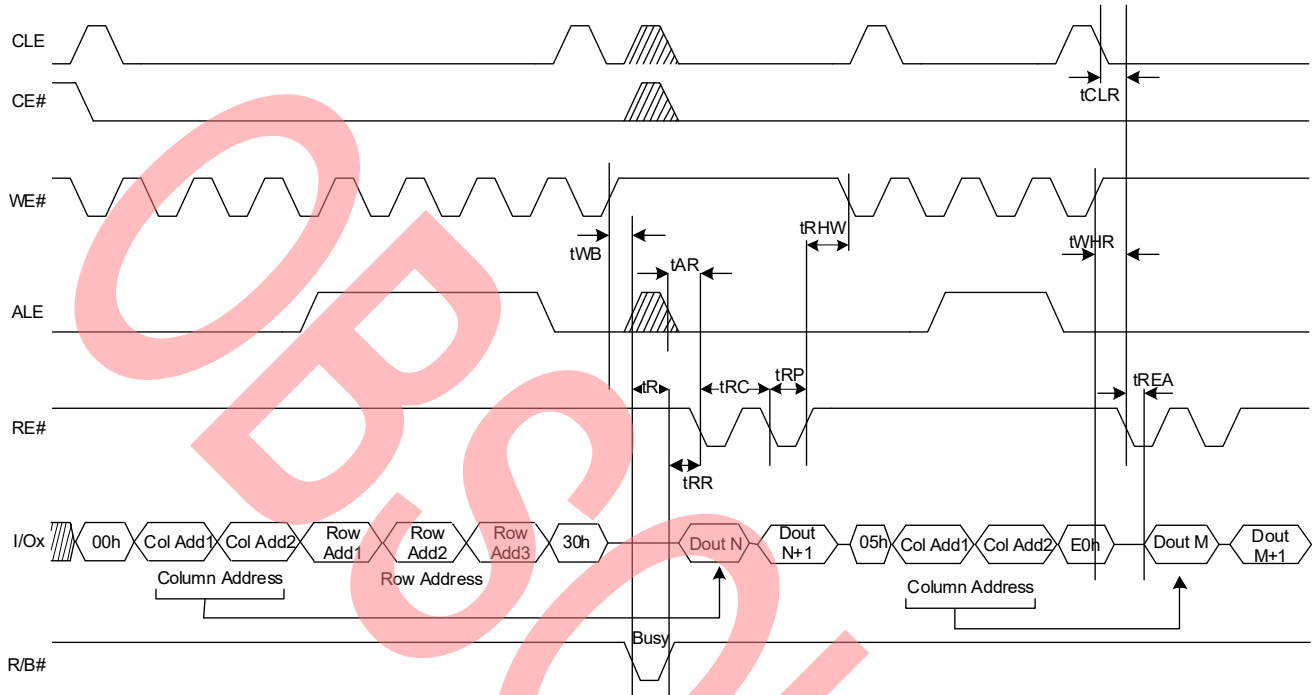 CLE
tCLR
CE#
WE#
tRHW
tWB
tWHR
tAR
ALE
tR
tRC
tRP
tREA
RE#
tRR
I/Ox
00h
Col Add1
Col Add2
Row
Add1
Row
Add2
Row
Add3
30h
Dout N
Dout
N+1
05h
Col Add1
Col Add2
E0h
Dout M
Dout
M+1
Column Address
Row Address
Column Address
Busy
R/B#
OBSO